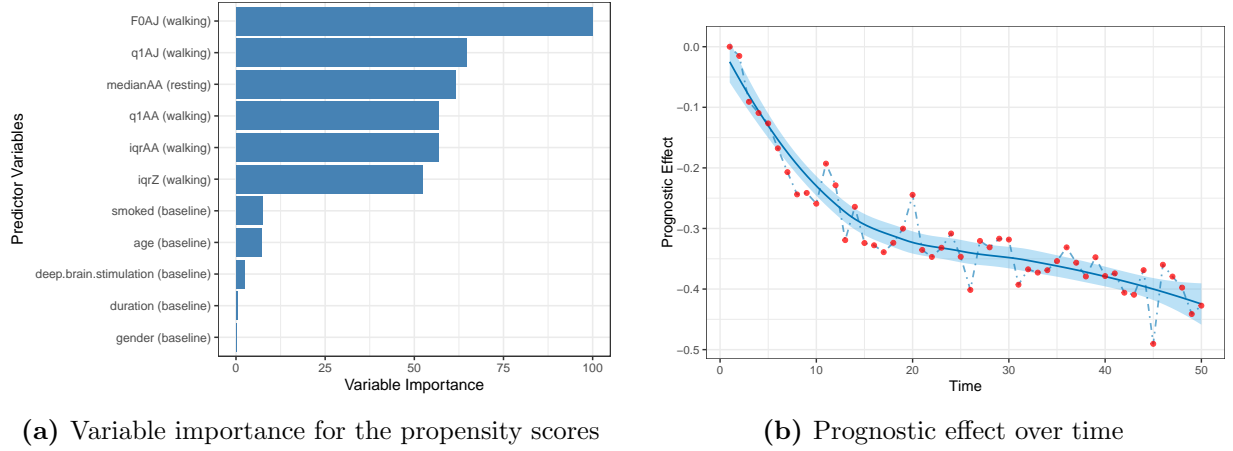 Predictor Variables
F0AJ (walking)
q1AJ (walking)
medianAA (resting)
q1AA (walking)
iqrAA (walking)
iqrZ (walking)
smoked (baseline)
age (baseline)
deep.brain.stimulation (baseline)
duration (baseline)
gender (baseline)
0 25 50 75 100
Variable Importance
(a) Variable importance for the propensity scores
Prognostic Effect
0.0
−0.1
−0.2
−0.3
−0.4
−0.5
0 10 20 30 40 50
Time
(b) Prognostic effect over time